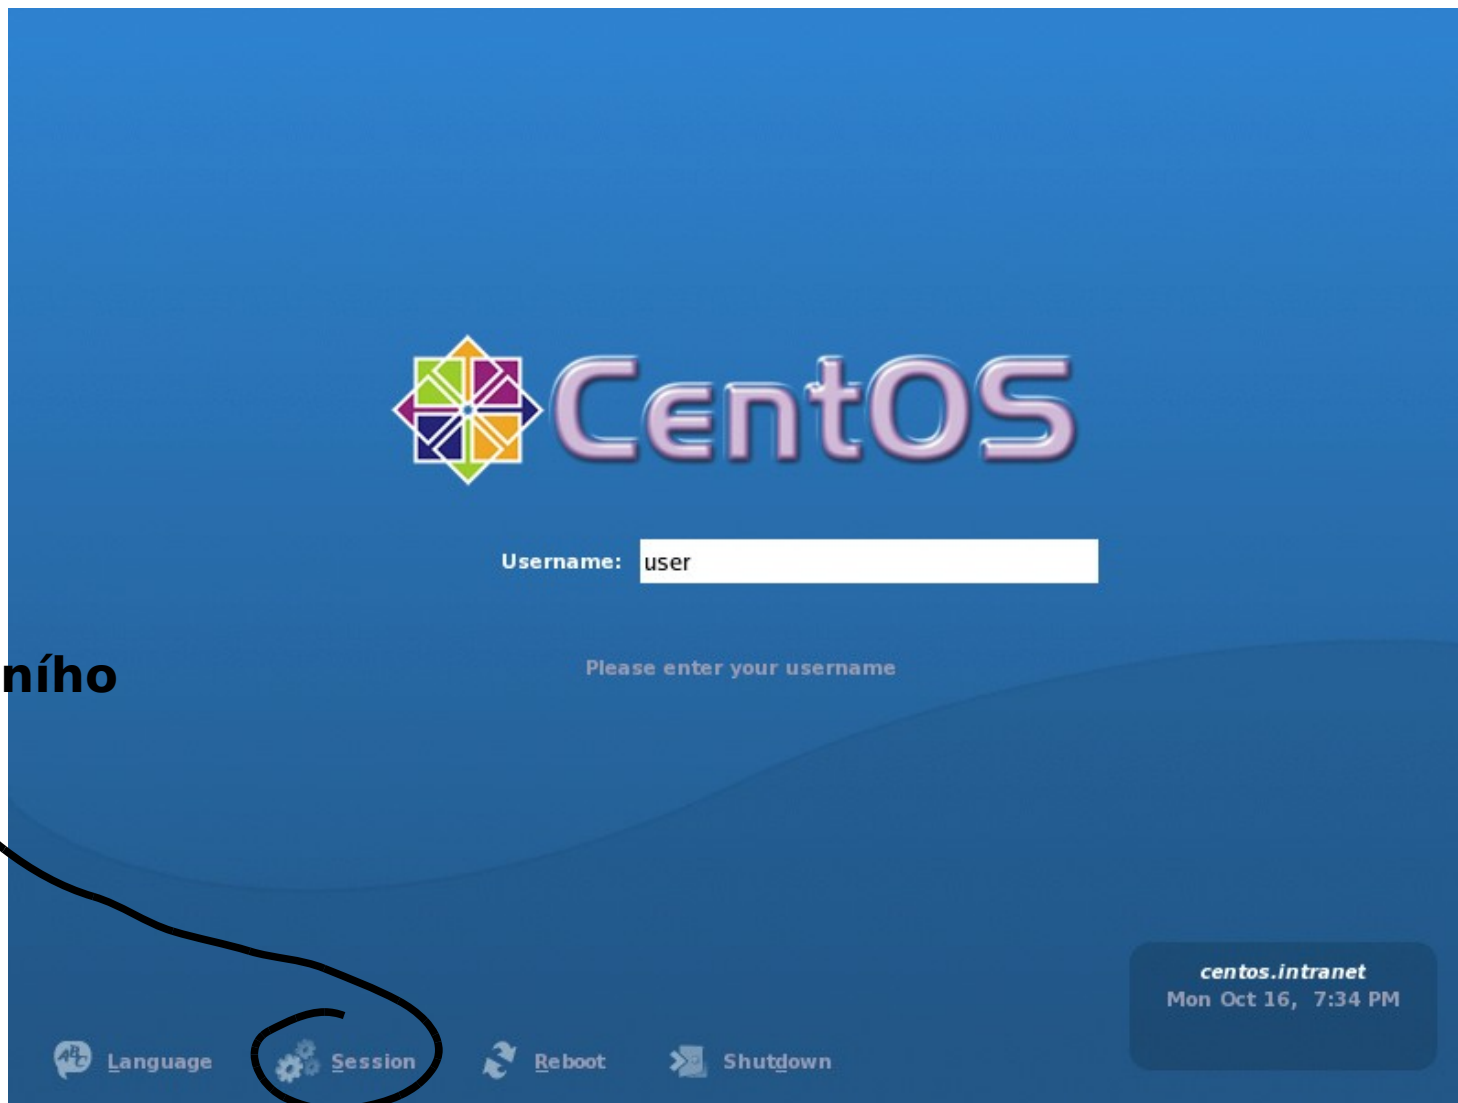 CentOS
Username: user
ního
Please enter your username
centos.intranet
Mon Oct 16, 7:34 PM
ABC Language Session Reboot Shutdown